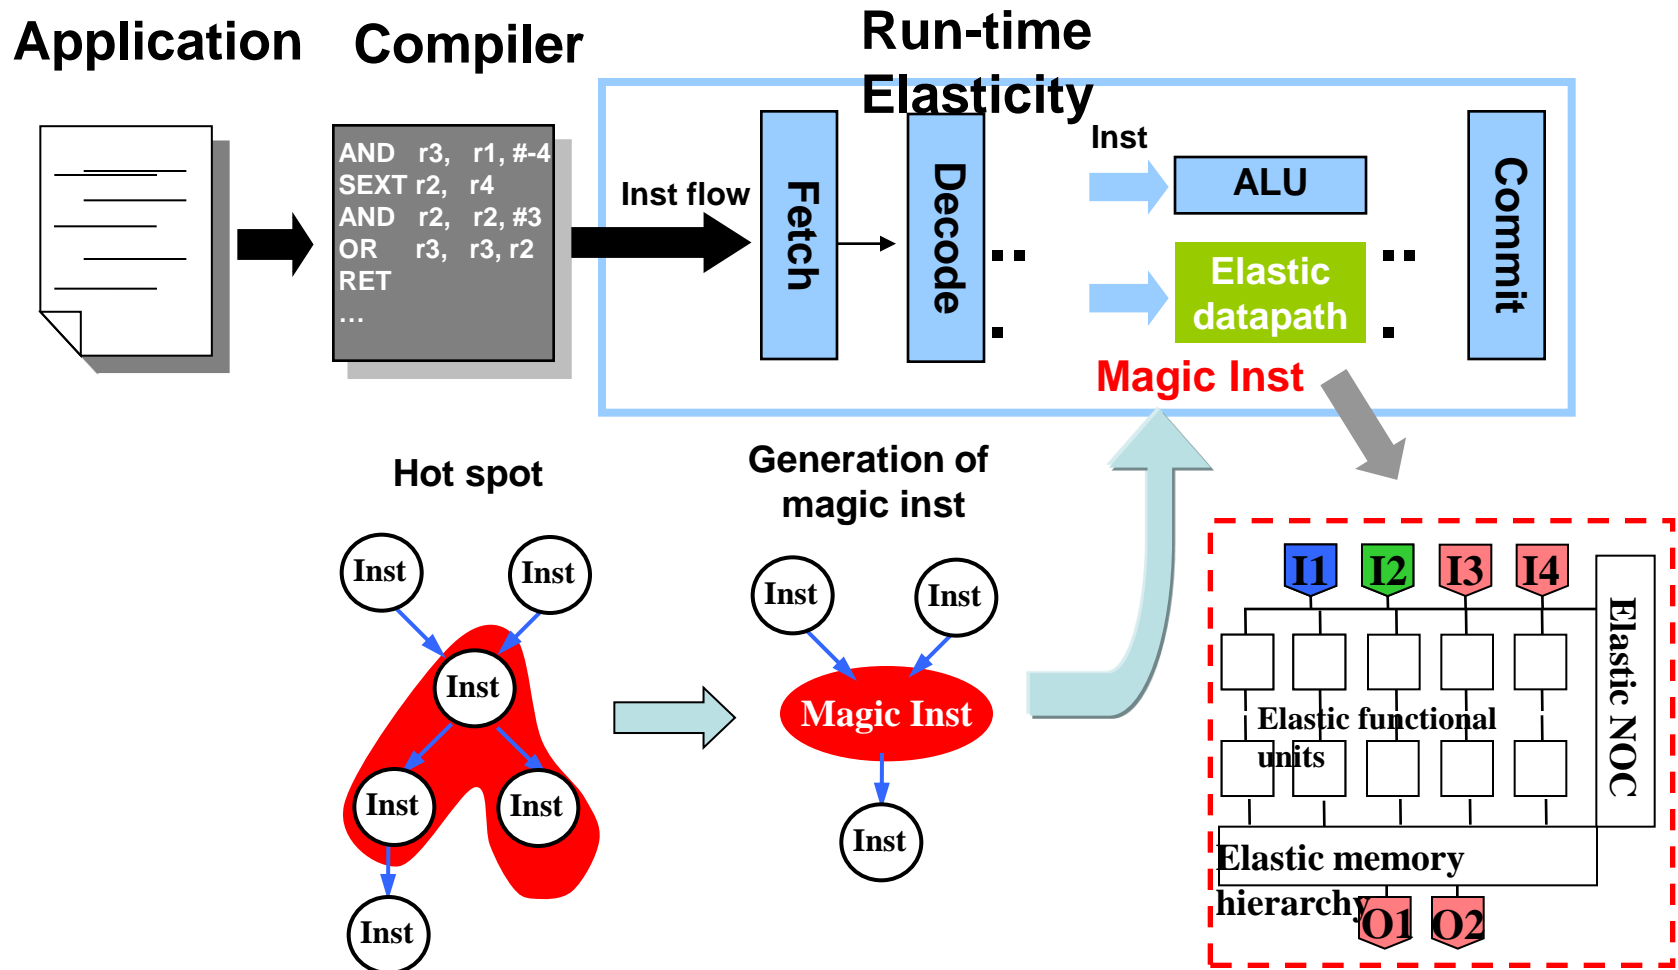 Application
Compiler
Run-time
Elasticity
AND r3, r1, #-4
SEXT r2, r4
AND r2, r2, #3
OR r3, r3, r2
RET
…
Inst flow
Fetch
Decode
Inst
ALU
Elastic
datapath
Magic Inst
Commit
Hot spot
Inst
Inst
Inst
Inst
Inst
Inst
Generation of
magic inst
Inst
Inst
Magic Inst
Inst
I1
I2
I3
I4
Elastic functional
units
Elastic NOC
Elastic memory
hierarchy
O1
O2